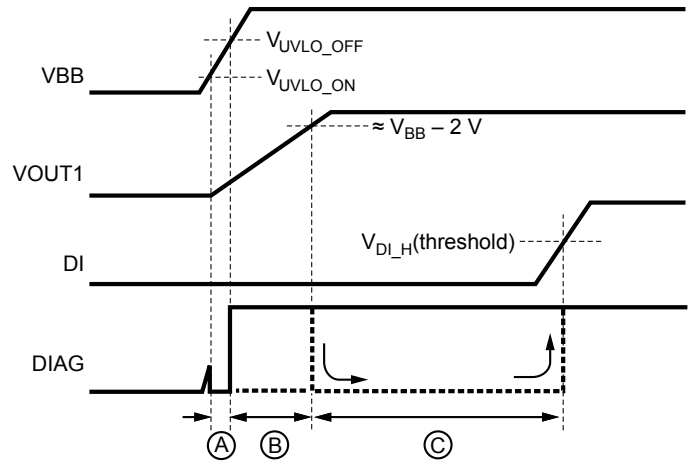 V_UVLO_OFF
VBB
V_UVLO_ON
≈ V_BB – 2 V
VOUT1
V_DI_H(threshold)
DI
DIAG
A
B
C